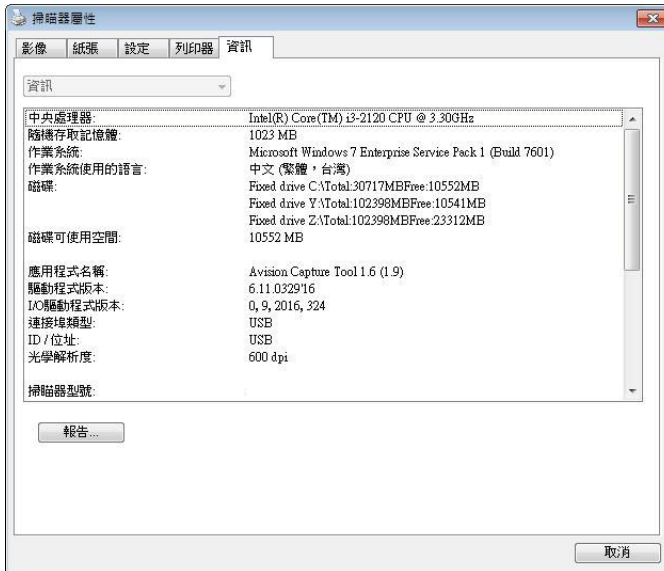 掃瞄器屬性
影像 紙張 設定 列印器 資訊
資訊
中央處理器: Intel(R) Core(TM) i3-2120 CPU @ 3.30GHz
隨機存取記憶體: 1023 MB
作業系統: Microsoft Windows 7 Enterprise Service Pack 1 (Build 7601)
作業系統使用的語言: 中文 (繁體，台灣)
磁碟: Fixed drive C:\Total:30717MBFree:10552MB
Fixed drive Y:\Total:102398MBFree:10541MB
Fixed drive Z:\Total:102398MBFree:23312MB
磁碟可使用空間: 10552 MB
應用程式名稱: Avision Capture Tool 1.6 (1.9)
驅動程式版本: 6.11.0329'16
I/O驅動程式版本: 0, 9, 2016, 324
連接埠類型: USB
ID / 位址: USB
光學解析度: 600 dpi
掃瞄器型號:
報告...
取消